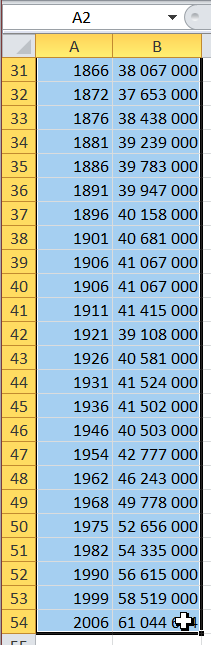 A2
A B
31 1866 38 067 000
32 1872 37 653 000
33 1876 38 438 000
34 1881 39 239 000
35 1886 39 783 000
36 1891 39 947 000
37 1896 40 158 000
38 1901 40 681 000
39 1906 41 067 000
40 1906 41 067 000
41 1911 41 415 000
42 1921 39 108 000
43 1926 40 581 000
44 1931 41 524 000
45 1936 41 502 000
46 1946 40 503 000
47 1954 42 777 000
48 1962 46 243 000
49 1968 49 778 000
50 1975 52 656 000
51 1982 54 335 000
52 1990 56 615 000
53 1999 58 519 000
54 2006 61 044